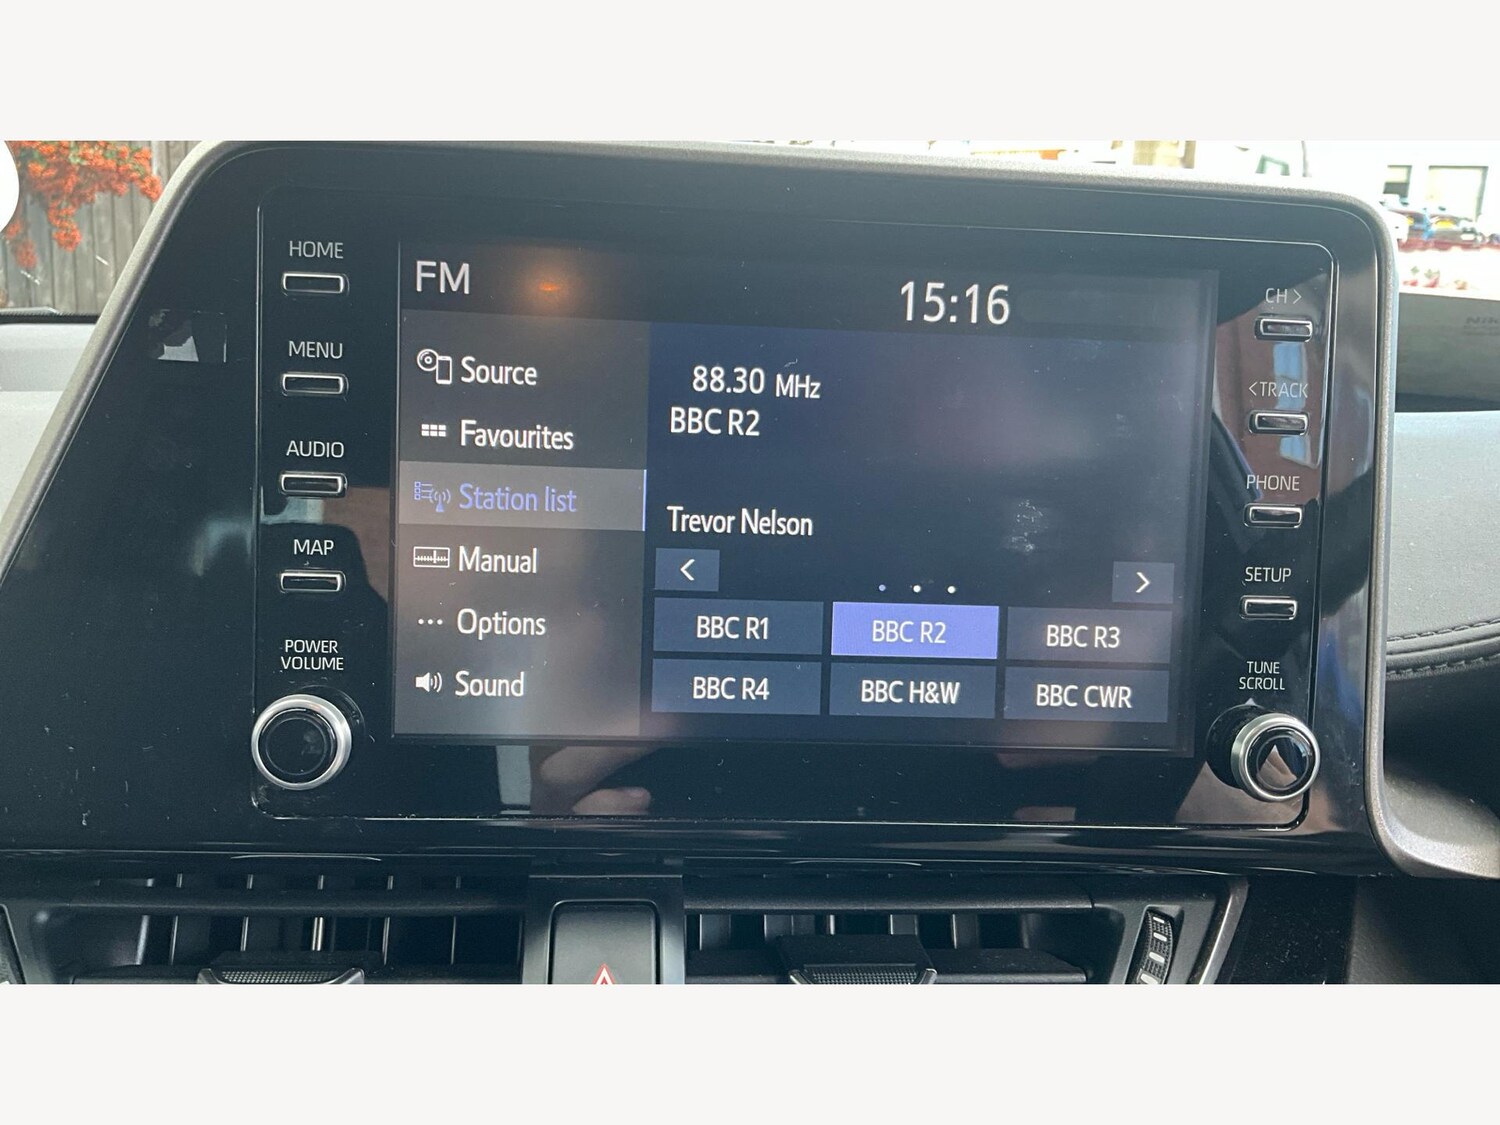 HOME
MENU
AUDIO
MAP
POWER
VOLUME
FM
15:16
Source
Favourites
Station list
Manual
Options
Sound
88.30 MHz
BBC R2
Trevor Nelson
<
>
BBC R1
BBC R2
BBC R3
BBC R4
BBC H&W
BBC CWR
CH >
< TRACK
PHONE
SETUP
TUNE
SCROLL